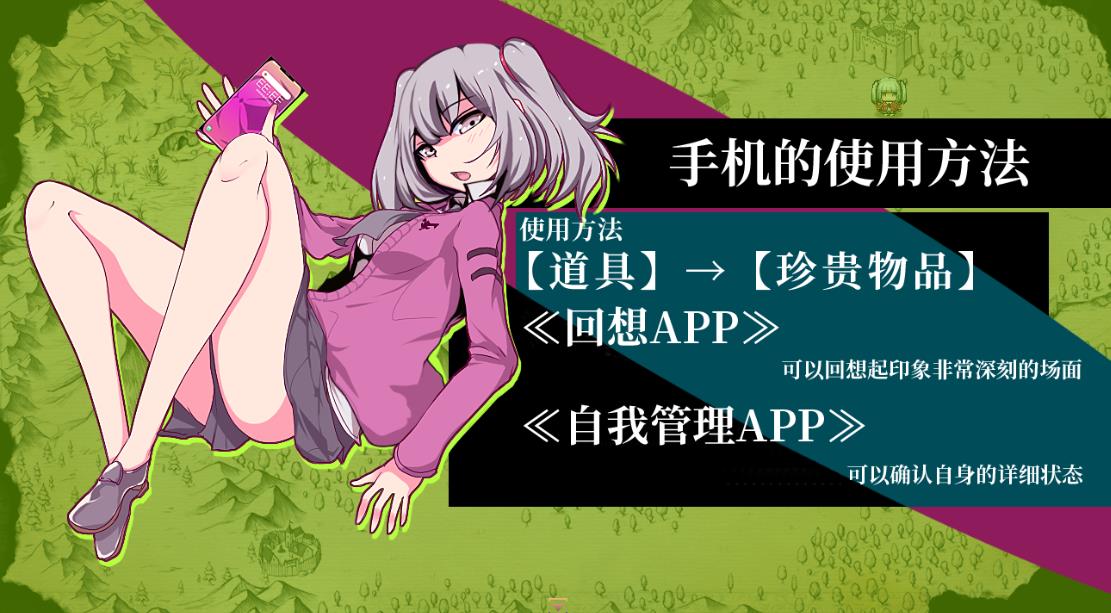 手机的使用方法
使用方法
【道具】→【珍贵物品】
≪回想APP≫
可以回想起印象非常深刻的场面
≪自我管理APP≫
可以确认自身的详细状态